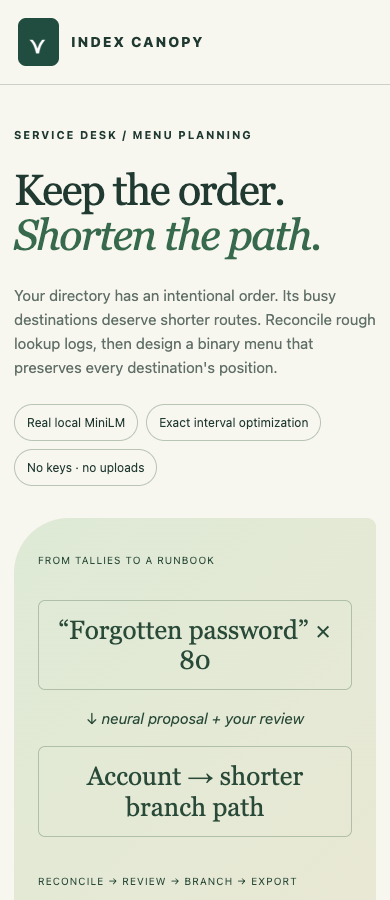 INDEX CANOPY
SERVICE DESK / MENU PLANNING
Keep the order.
Shorten the path.
Your directory has an intentional order. Its busy
destinations deserve shorter routes. Reconcile rough
lookup logs, then design a binary menu that
preserves every destination's position.
Real local MiniLM
Exact interval optimization
No keys · no uploads
FROM TALLIES TO A RUNBOOK
“Forgotten password” ×
80
↓ neural proposal + your review
Account → shorter
branch path
RECONCILE → REVIEW → BRANCH → EXPORT